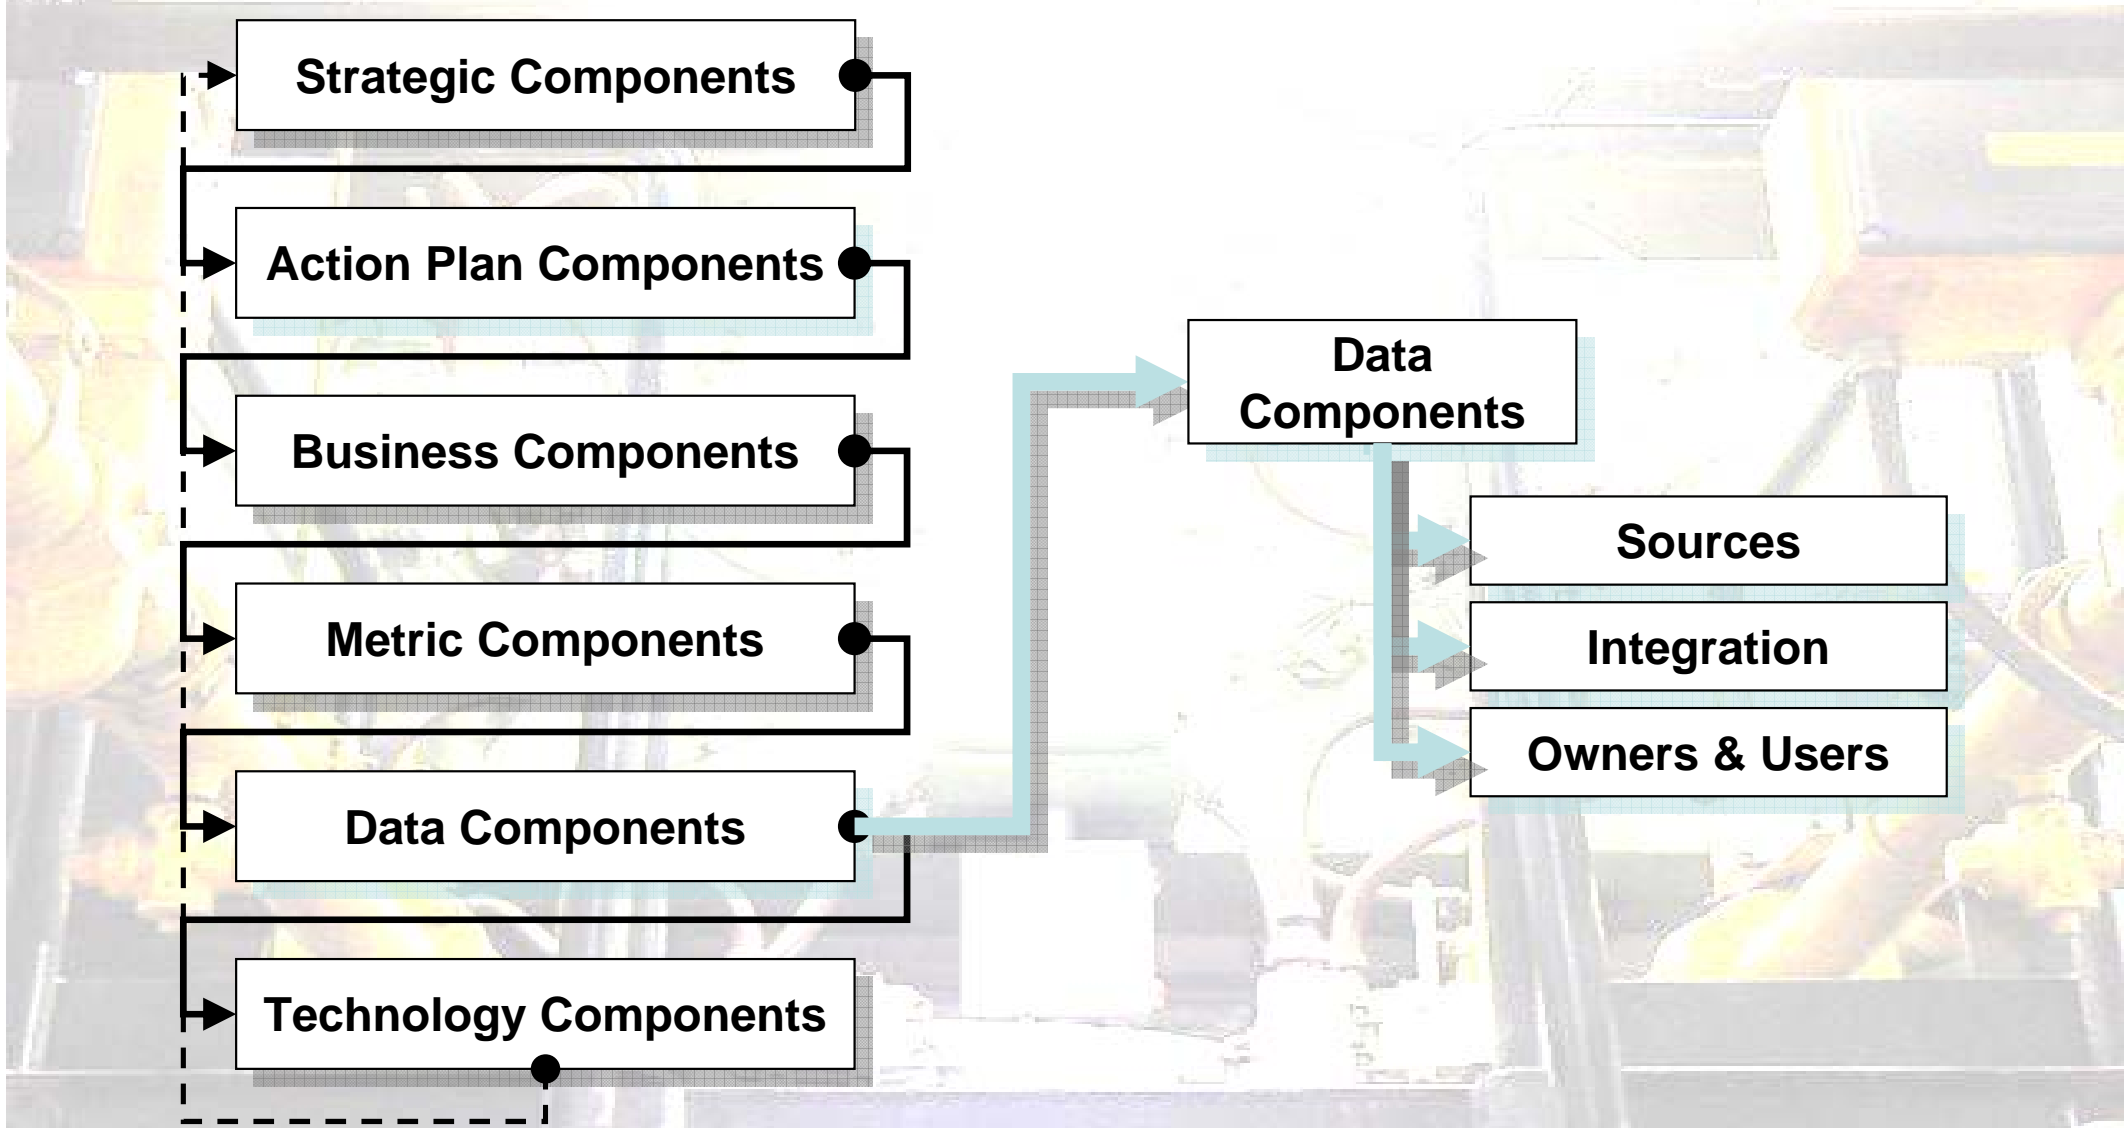 Strategic Components
Action Plan Components
Business Components
Metric Components
Data Components
Technology Components
Data
Components
Sources
Integration
Owners & Users